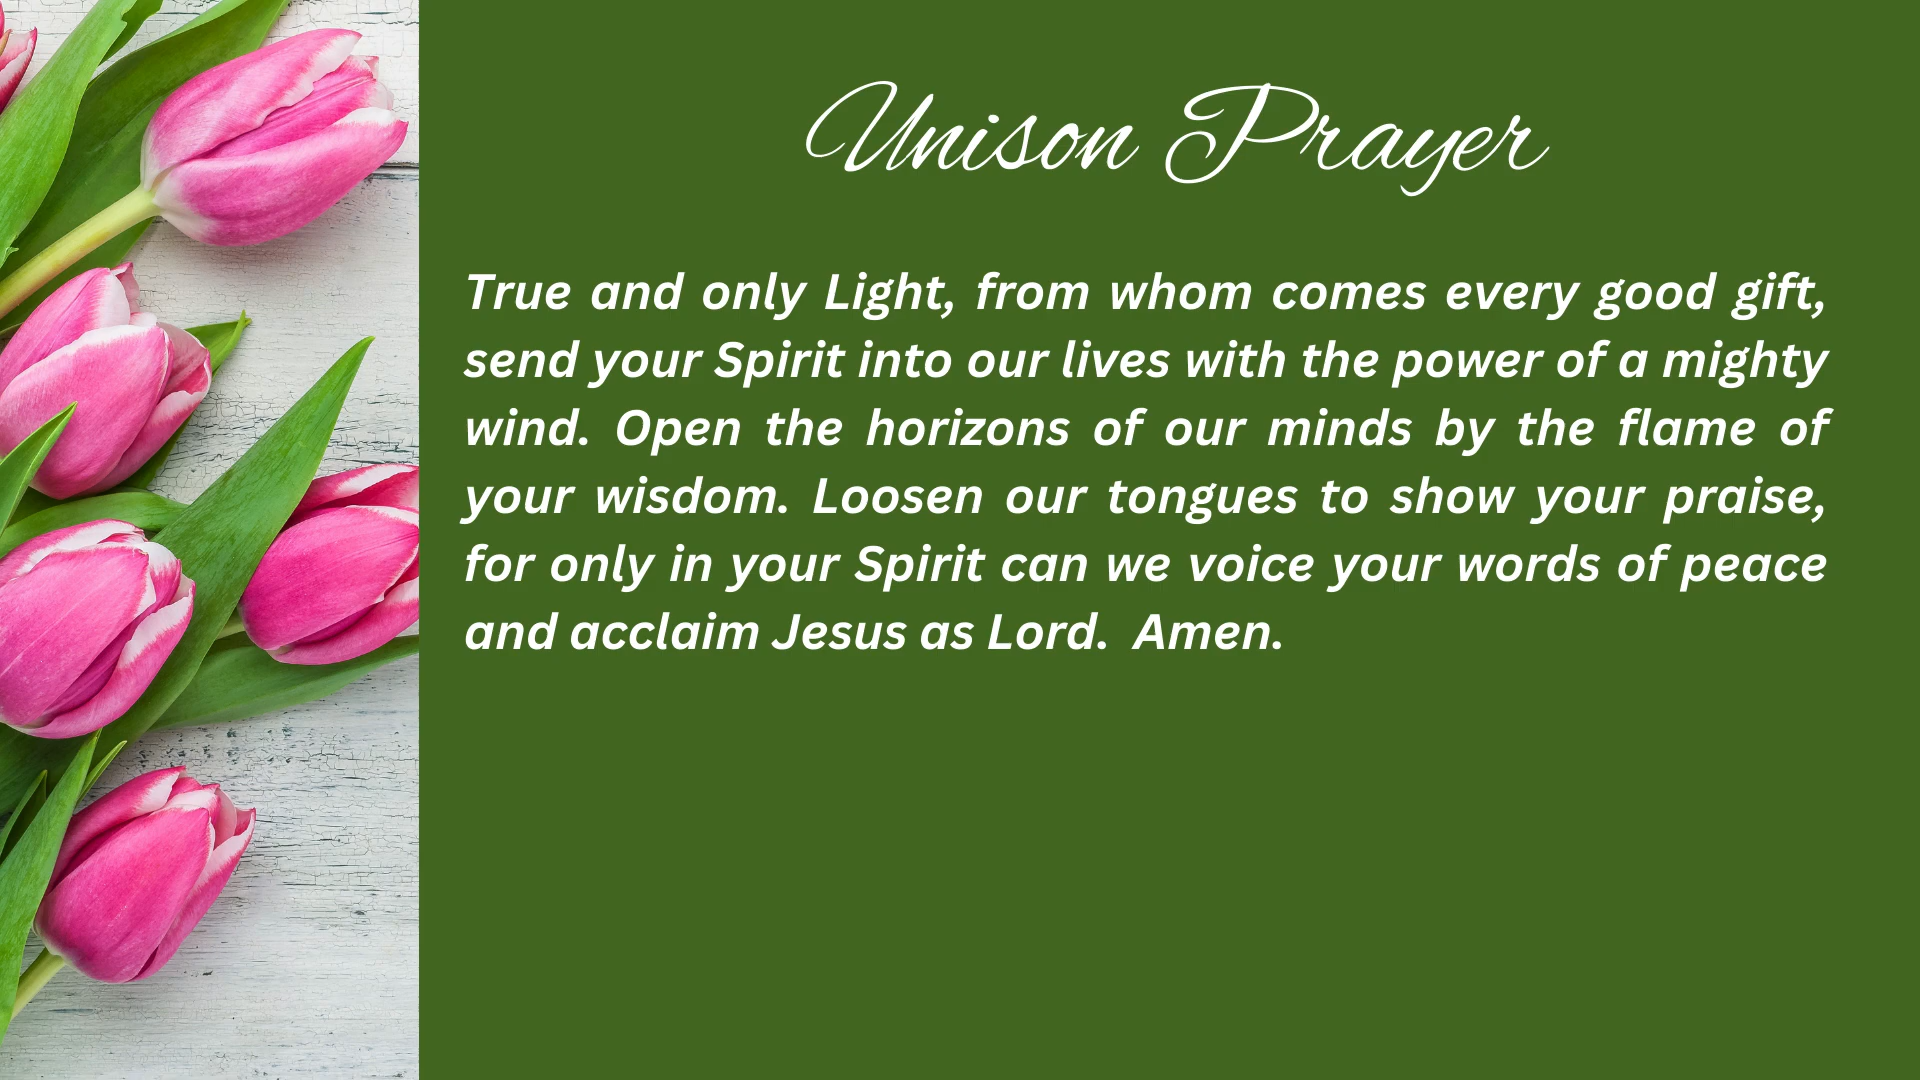 Unison Prayer
True and only Light, from whom comes every good gift,
send your Spirit into our lives with the power of a mighty
wind. Open the horizons of our minds by the flame of
your wisdom. Loosen our tongues to show your praise,
for only in your Spirit can we voice your words of peace
and acclaim Jesus as Lord.  Amen.